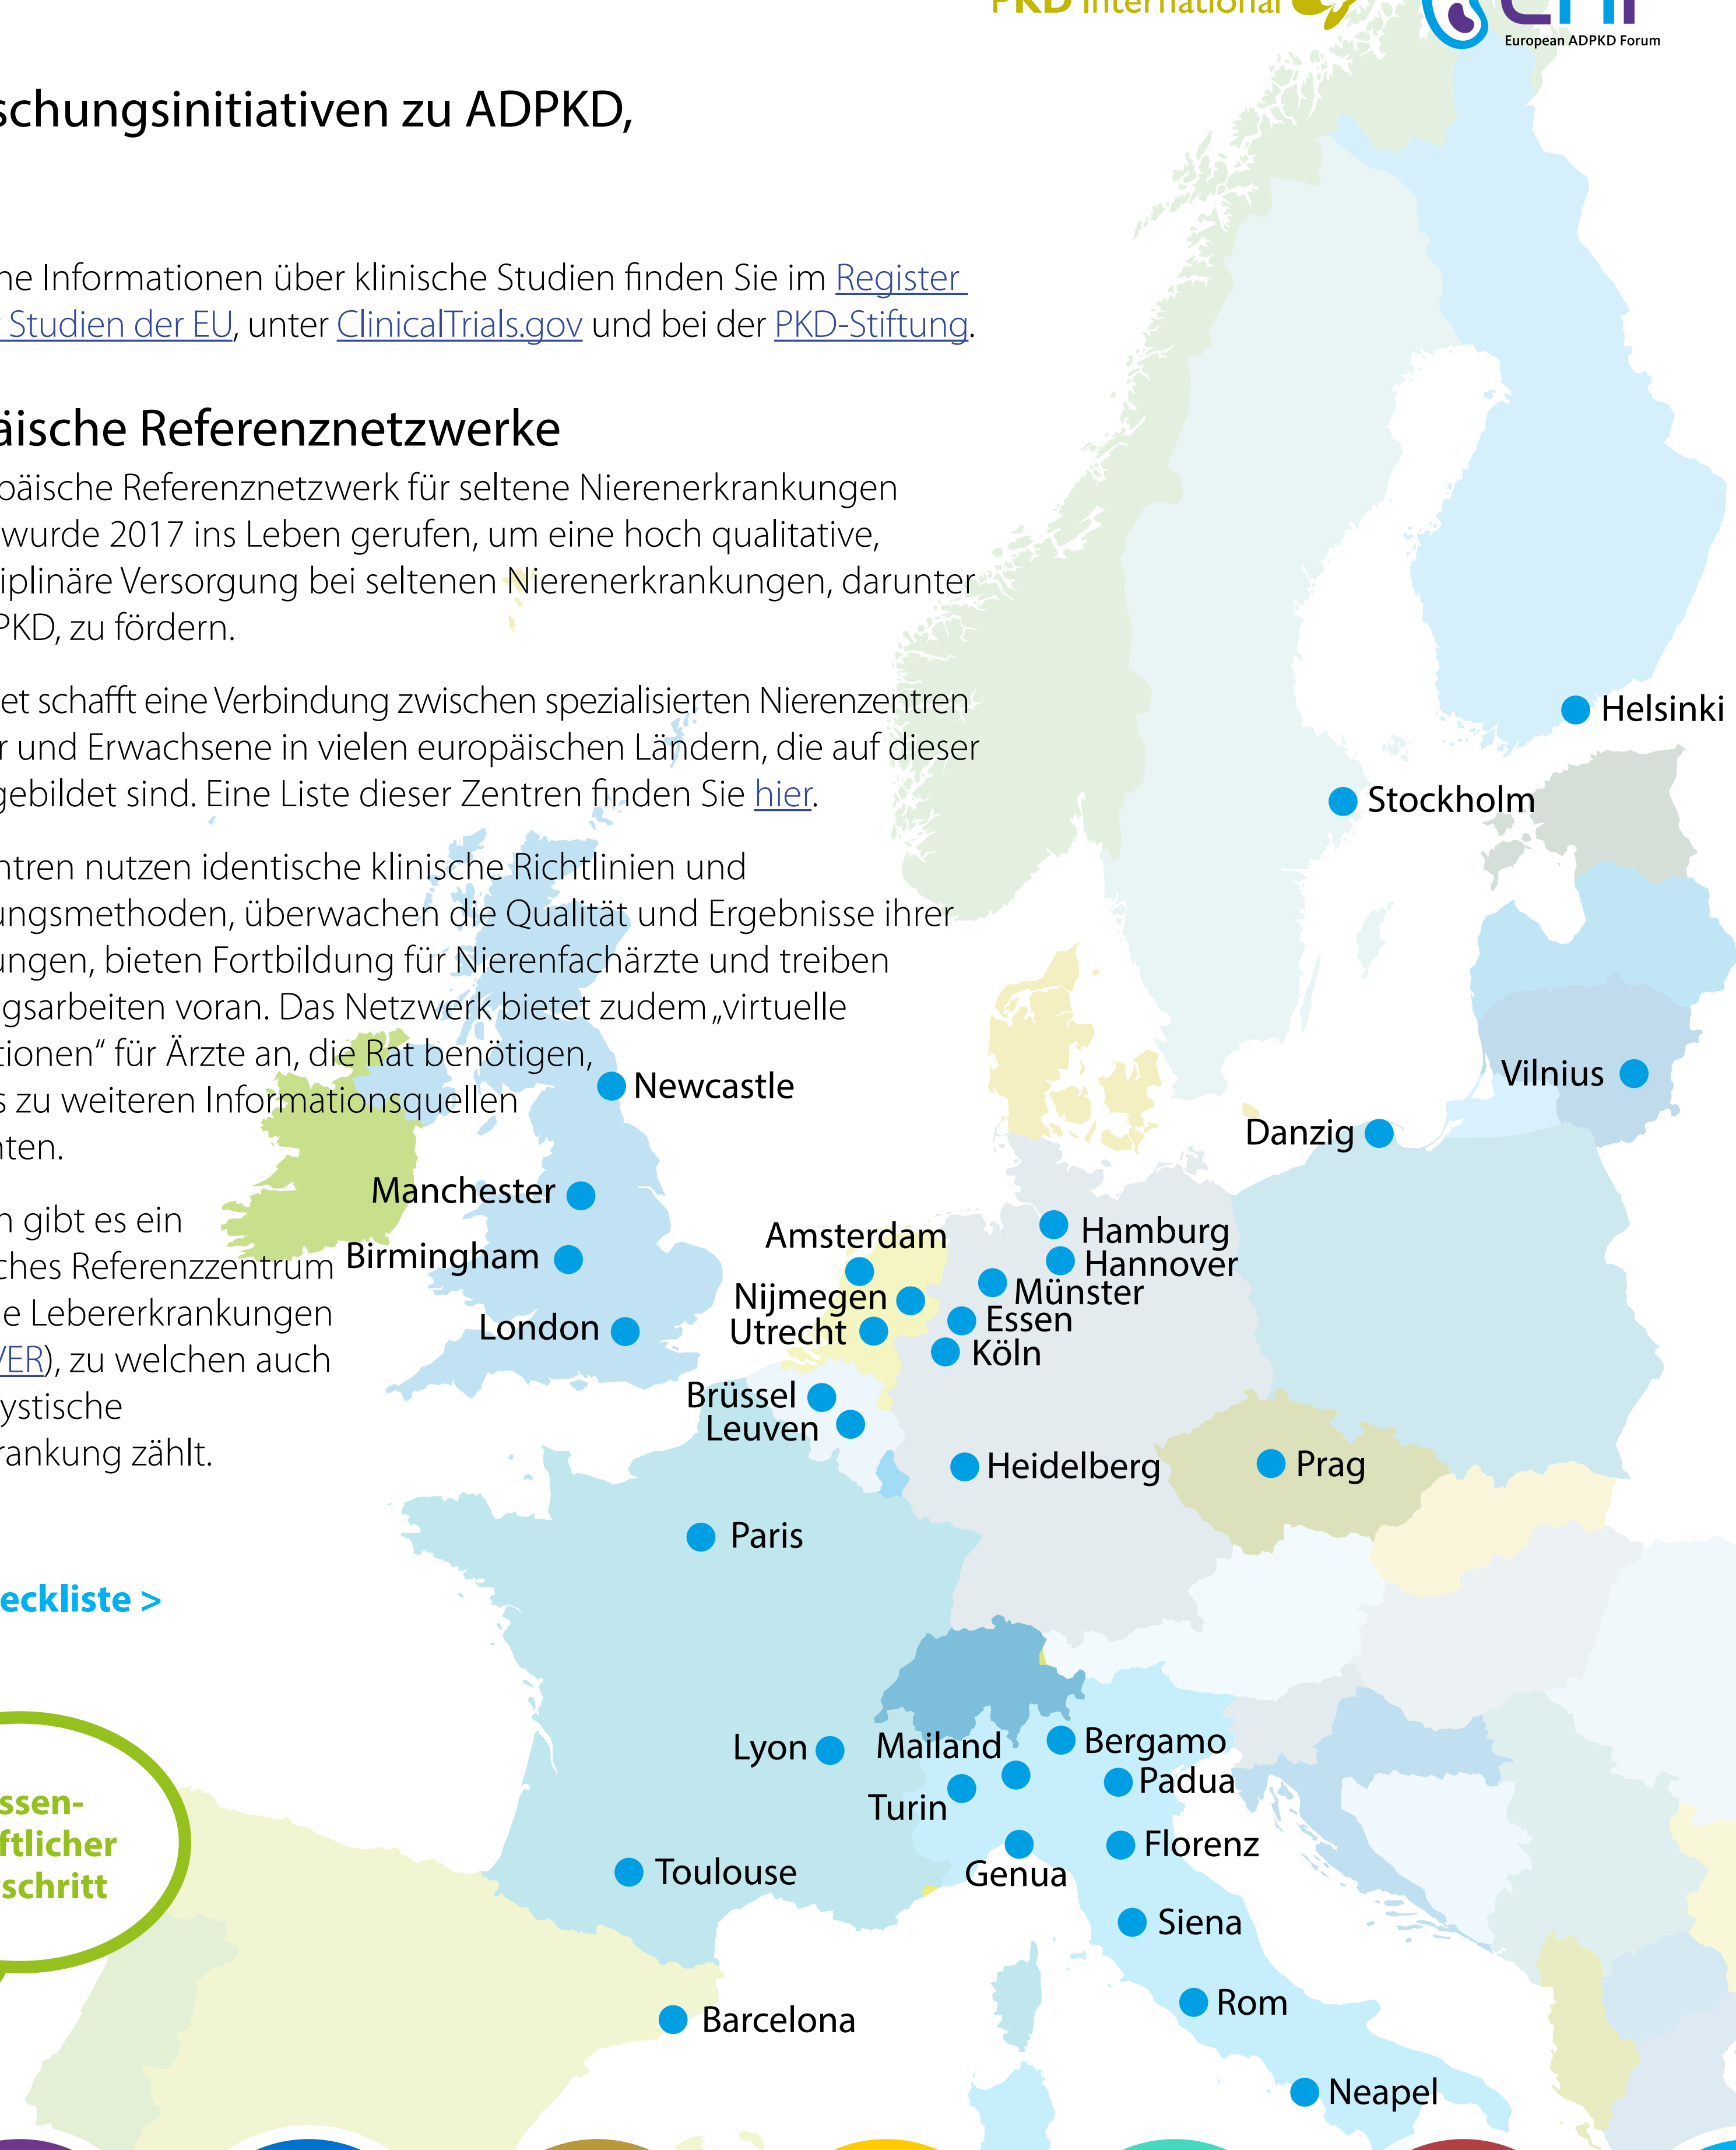 PKD International
European ADPKD Forum
schungsinitiativen zu ADPKD,
ne Informationen über klinische Studien finden Sie im Register
Studien der EU, unter ClinicalTrials.gov und bei der PKD-Stiftung.
äische Referenznetzwerke
päische Referenznetzwerk für seltene Nierenerkrankungen
wurde 2017 ins Leben gerufen, um eine hoch qualitative,
iplinäre Versorgung bei seltenen Nierenerkrankungen, darunter
PKD, zu fördern.
et schafft eine Verbindung zwischen spezialisierten Nierenzentren
r und Erwachsene in vielen europäischen Ländern, die auf dieser
gebildet sind. Eine Liste dieser Zentren finden Sie hier.
ntren nutzen identische klinische Richtlinien und
ungsmethoden, überwachen die Qualität und Ergebnisse ihrer
ungen, bieten Fortbildung für Nierenfachärzte und treiben
gsarbeiten voran. Das Netzwerk bietet zudem „virtuelle
tionen“ für Ärzte an, die Rat benötigen,
s zu weiteren Informationsquellen
nten.
n gibt es ein
ches Referenzzentrum
e Lebererkrankungen
VER), zu welchen auch
ystische
rankung zählt.
eckliste >
ssen-
ftlicher
schritt
Helsinki
Stockholm
Vilnius
Newcastle
Danzig
Manchester
Birmingham
London
Amsterdam
Nijmegen
Utrecht
Hamburg
Hannover
Münster
Essen
Köln
Brüssel
Leuven
Heidelberg
Prag
Paris
Lyon
Mailand
Bergamo
Turin
Padua
Toulouse
Genua
Florenz
Siena
Barcelona
Rom
Neapel